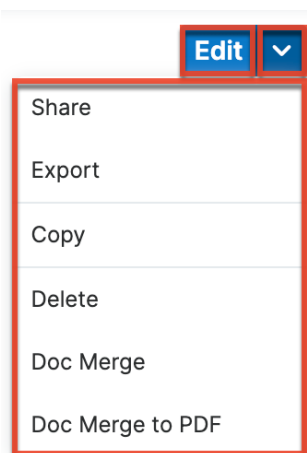 Edit
Share
Export
Copy
Delete
Doc Merge
Doc Merge to PDF